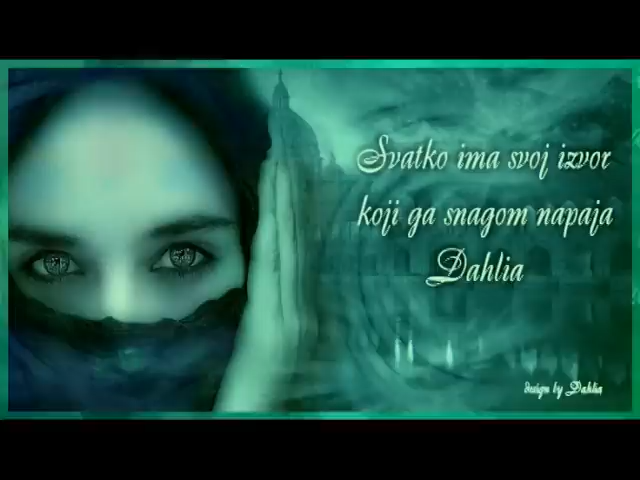 Svatko ima svoj izvor
koji ga snagom napaja
Dahlia
design by Dahlia